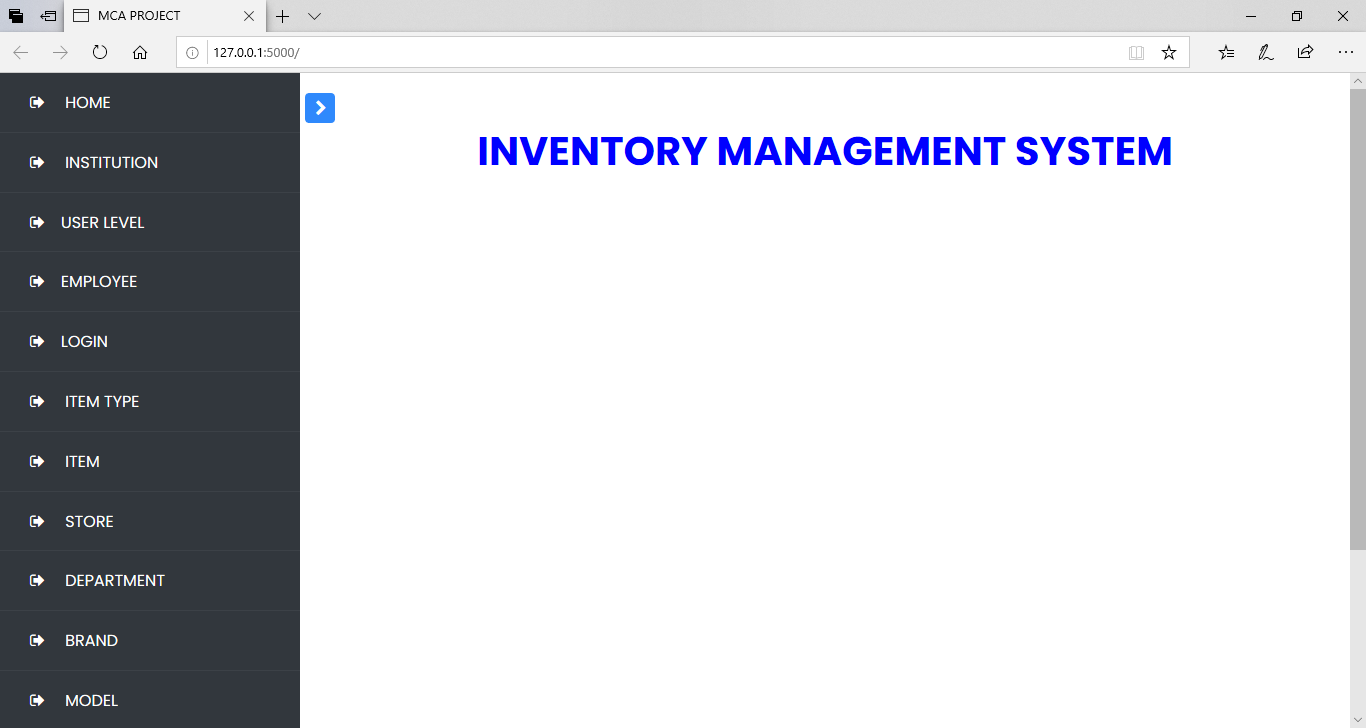 MCA PROJECT
127.0.0.1:5000/
HOME
INSTITUTION
USER LEVEL
EMPLOYEE
LOGIN
ITEM TYPE
ITEM
STORE
DEPARTMENT
BRAND
MODEL
INVENTORY MANAGEMENT SYSTEM